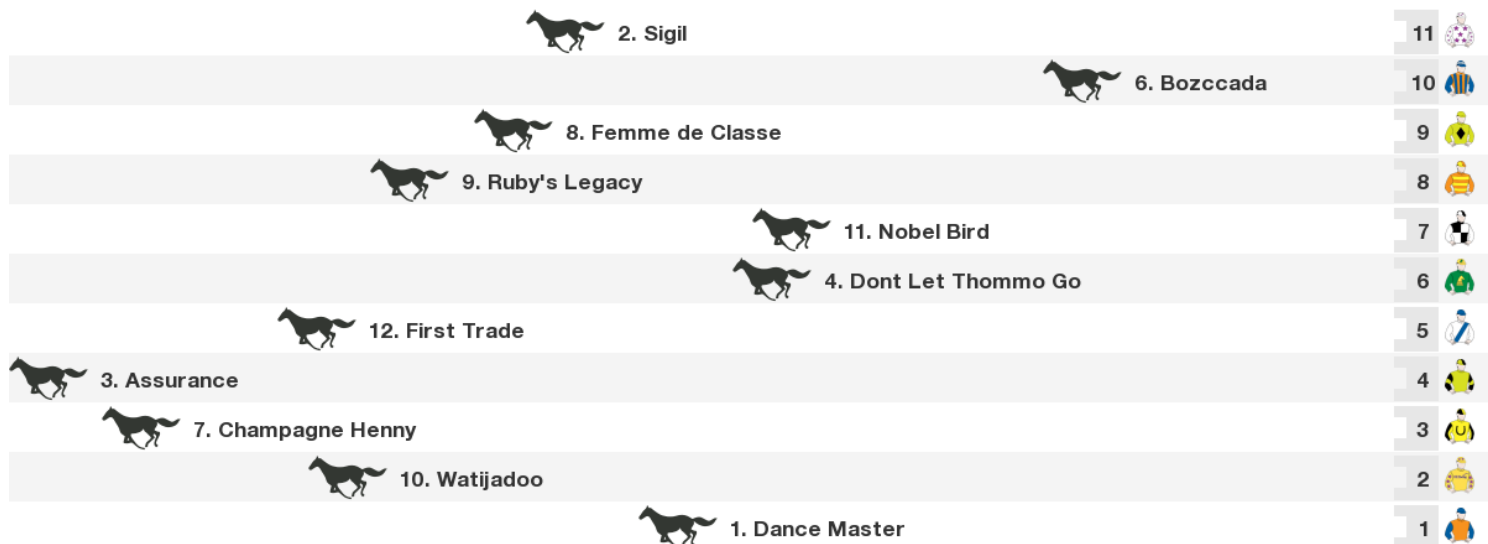 2. Sigil 11
6. Bozccada 10
8. Femme de Classe 9
9. Ruby's Legacy 8
11. Nobel Bird 7
4. Dont Let Thommo Go 6
12. First Trade 5
3. Assurance 4
7. Champagne Henny 3
10. Watijadoo 2
1. Dance Master 1